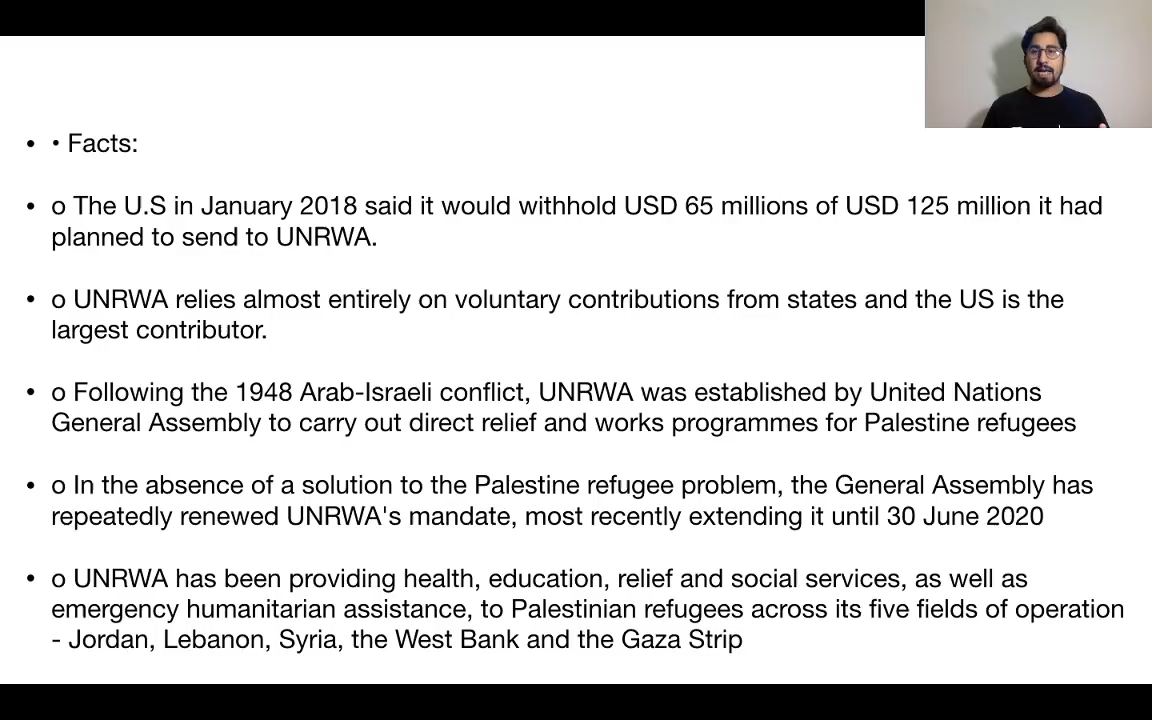 • • Facts:
• o The U.S in January 2018 said it would withhold USD 65 millions of USD 125 million it had
planned to send to UNRWA.
• o UNRWA relies almost entirely on voluntary contributions from states and the US is the
largest contributor.
• o Following the 1948 Arab-Israeli conflict, UNRWA was established by United Nations
General Assembly to carry out direct relief and works programmes for Palestine refugees
• o In the absence of a solution to the Palestine refugee problem, the General Assembly has
repeatedly renewed UNRWA's mandate, most recently extending it until 30 June 2020
• o UNRWA has been providing health, education, relief and social services, as well as
emergency humanitarian assistance, to Palestinian refugees across its five fields of operation
- Jordan, Lebanon, Syria, the West Bank and the Gaza Strip